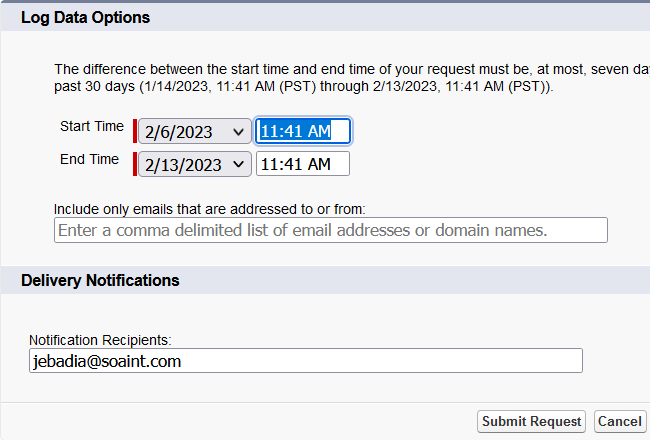 Log Data Options
The difference between the start time and end time of your request must be, at most, seven
past 30 days (1/14/2023, 11:41 AM (PST) through 2/13/2023, 11:41 AM (PST)).
Start Time 2/6/2023 11:41 AM
End Time 2/13/2023 11:41 AM
Include only emails that are addressed to or from:
Enter a comma delimited list of email addresses or domain names.
Delivery Notifications
Notification Recipients:
jebadia@soaint.com
Submit Request Cancel